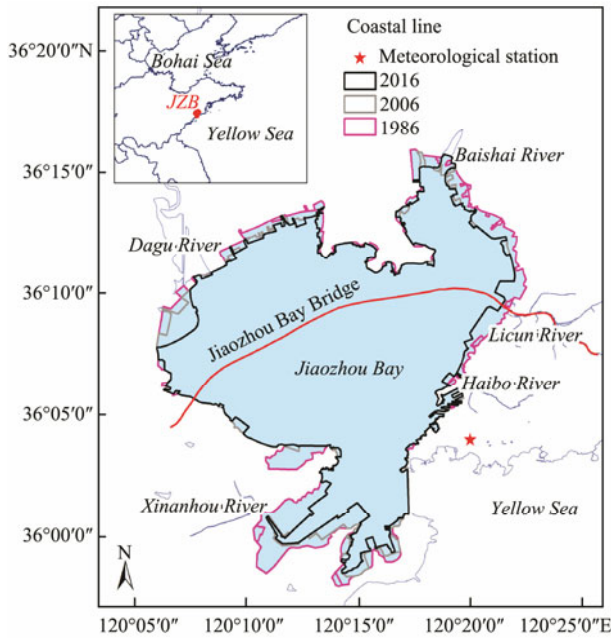 Coastal line
Meteorological station
2016
2006
1986
Bohai Sea
JZB
Yellow Sea
36°20′0″
36°15′0″
36°10′0″
36°05′0″
36°00′0″
Baishai River
Dagu River
Jiaozhou Bay Bridge
Licun River
Jiaozhou Bay
Haibo River
Xinanhou River
Yellow Sea
N
120°05′0″ 120°10′0″ 120°15′0″ 120°20′0″ 120°25′0″E